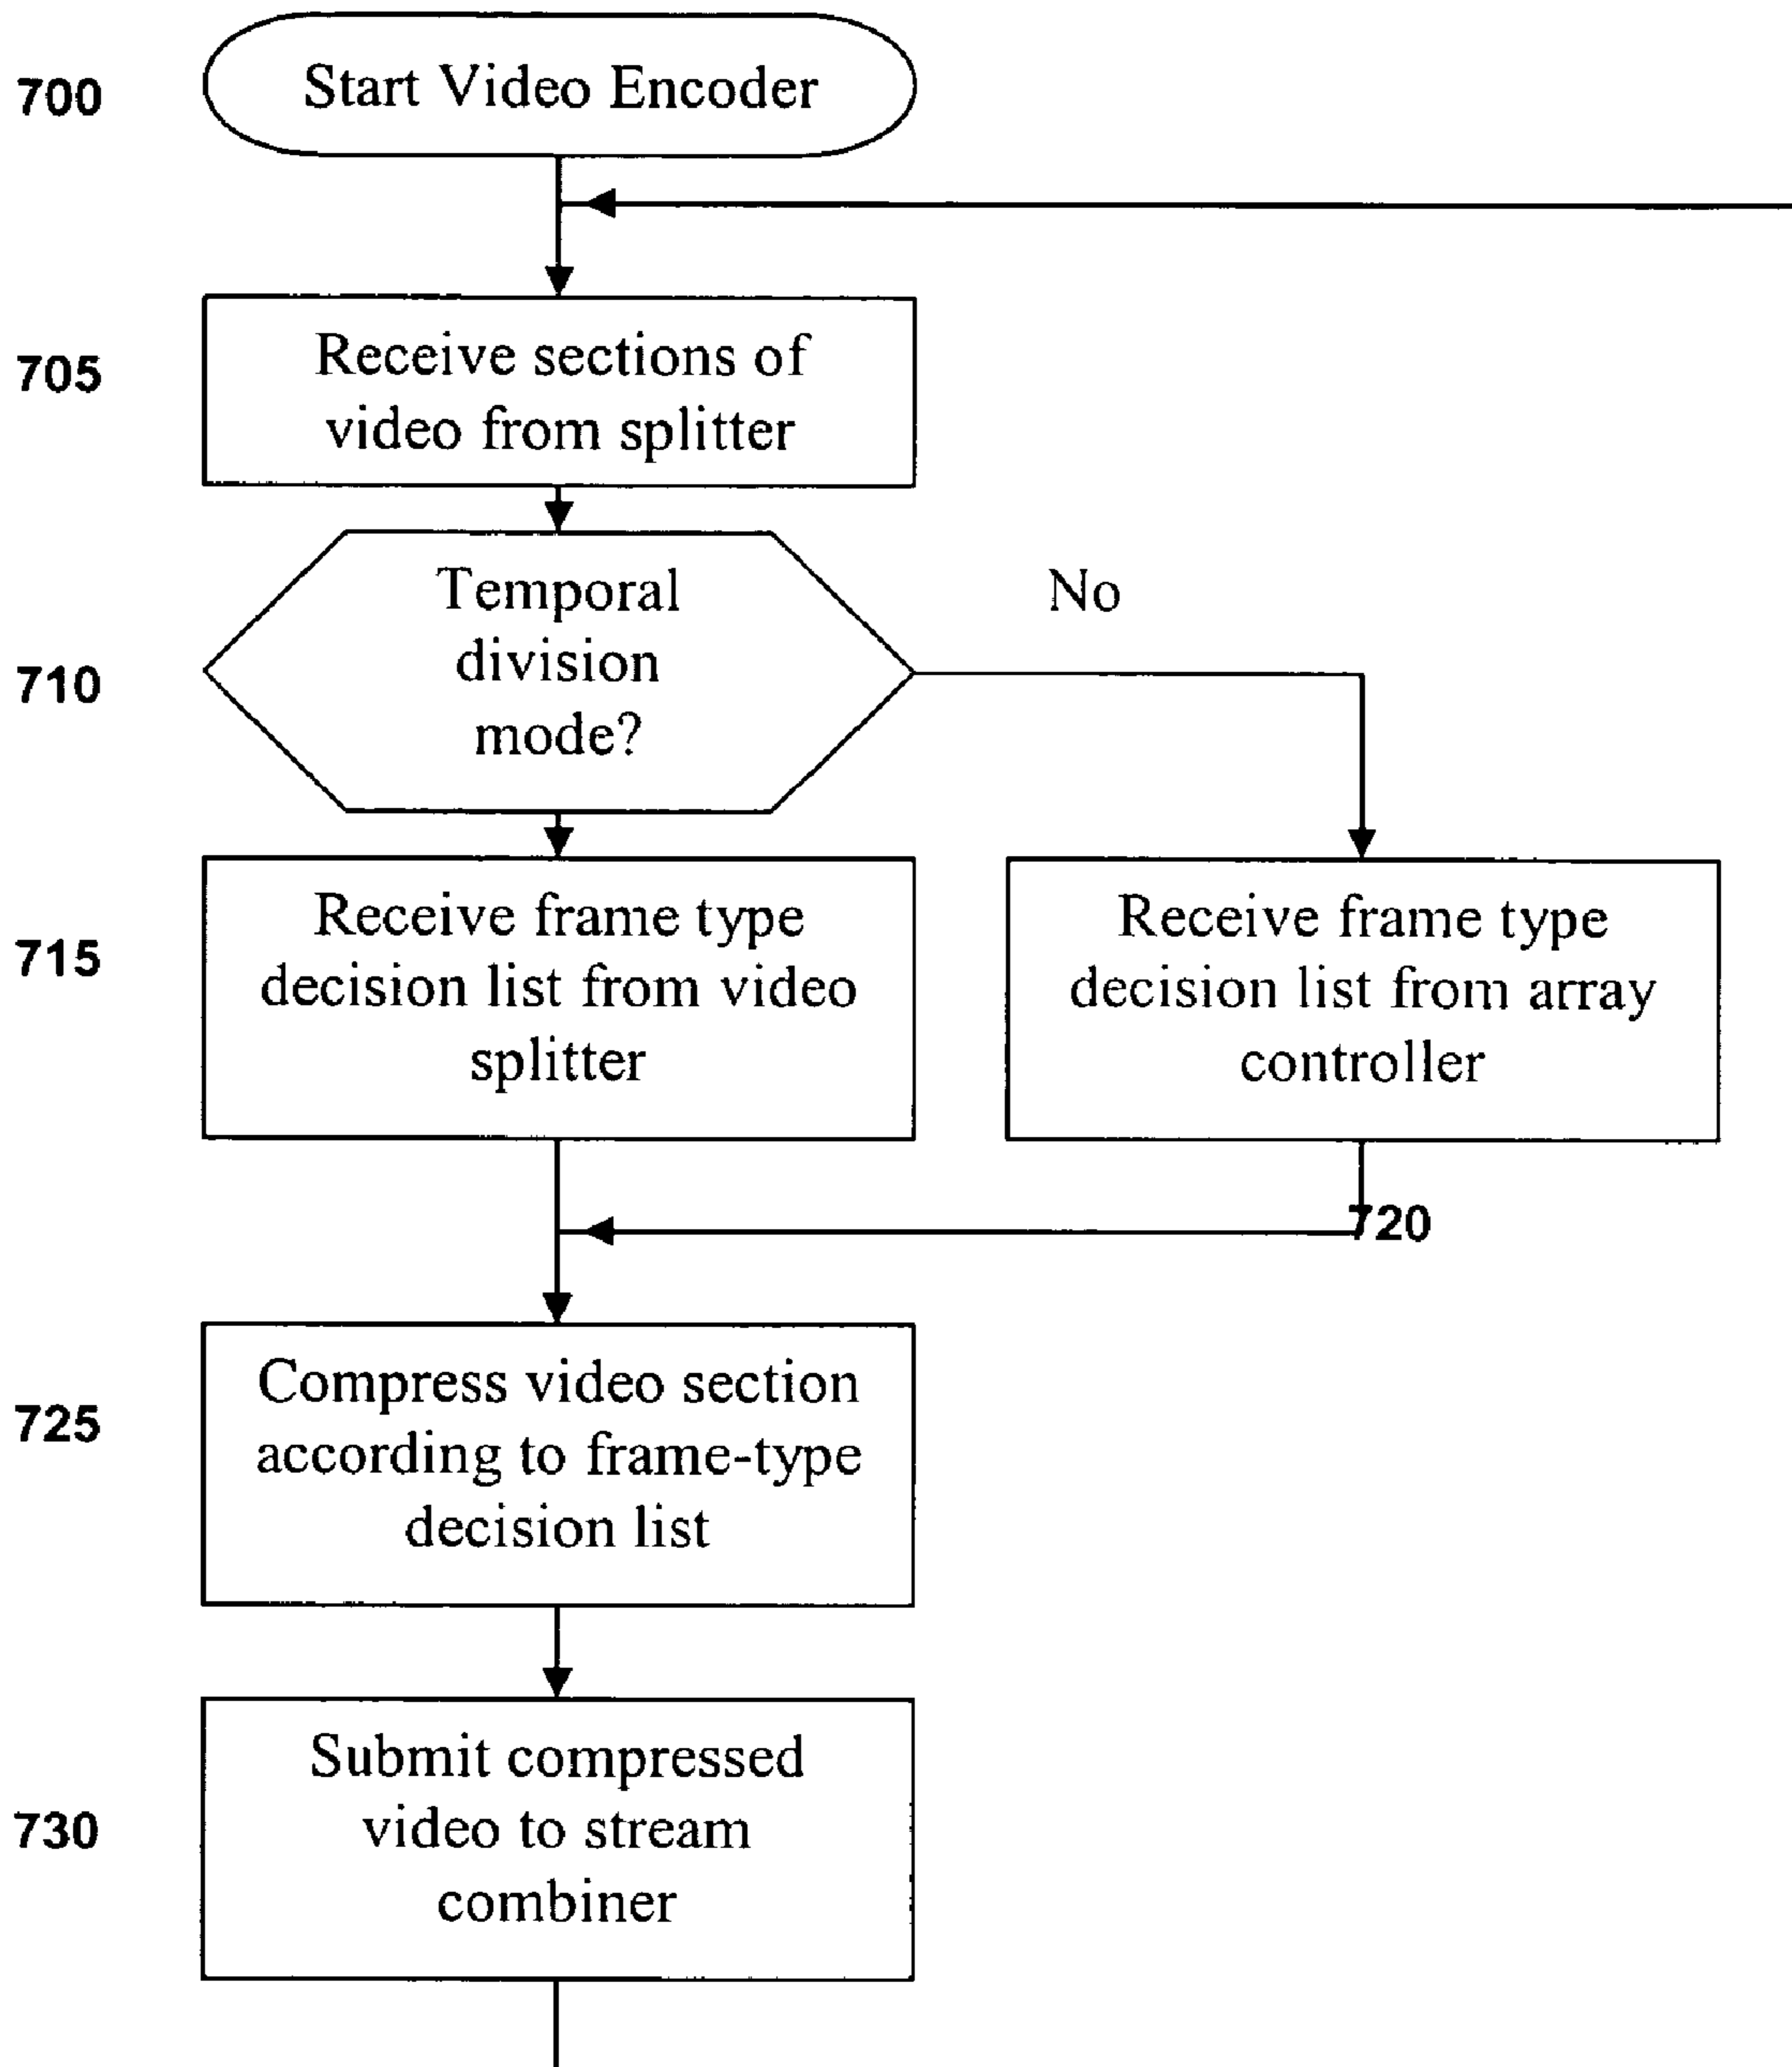 700
Start Video Encoder
705
Receive sections of
video from splitter
710
Temporal
division
mode?
No
715
Receive frame type
decision list from video
splitter
Receive frame type
decision list from array
controller
720
725
Compress video section
according to frame-type
decision list
730
Submit compressed
video to stream
combiner